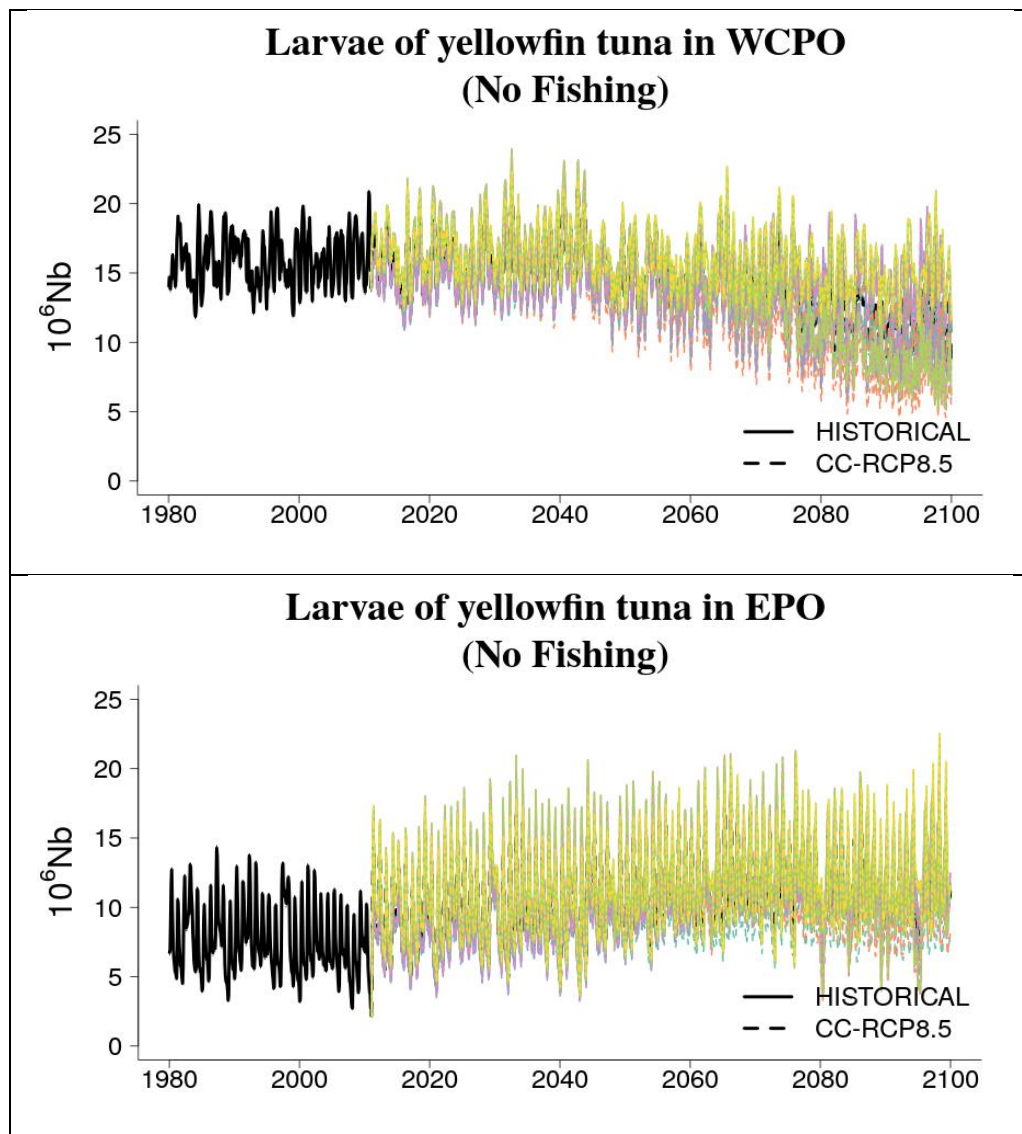 Larvae of yellowfin tuna in WCPO
(No Fishing)
25
20
15
10
5
0
10⁶Nb
HISTORICAL
CC-RCP8.5
1980 2000 2020 2040 2060 2080 2100
Larvae of yellowfin tuna in EPO
(No Fishing)
25
20
15
10
5
0
10⁶Nb
HISTORICAL
CC-RCP8.5
1980 2000 2020 2040 2060 2080 2100